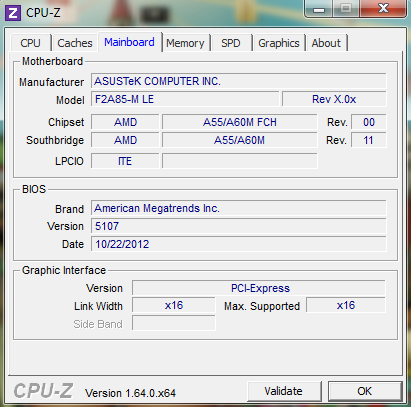 Z CPU-Z
CPU Caches Mainboard Memory SPD Graphics About
Motherboard
Manufacturer ASUSTeK COMPUTER INC.
Model F2A85-M LE Rev X.0x
Chipset AMD A55/A60M FCH Rev. 00
Southbridge AMD A55/A60M Rev. 11
LPCIO ITE
BIOS
Brand American Megatrends Inc.
Version 5107
Date 10/22/2012
Graphic Interface
Version PCI-Express
Link Width x16 Max. Supported x16
Side Band
CPU-Z Version 1.64.0.x64 Validate OK